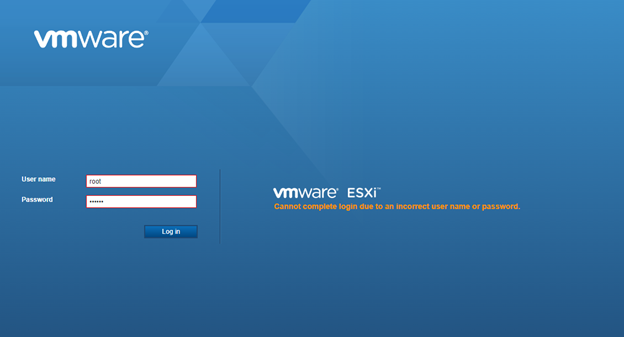 vmware®
User name
root
Password
••••••
Log in
vmware® ESXi™
Cannot complete login due to an incorrect user name or password.